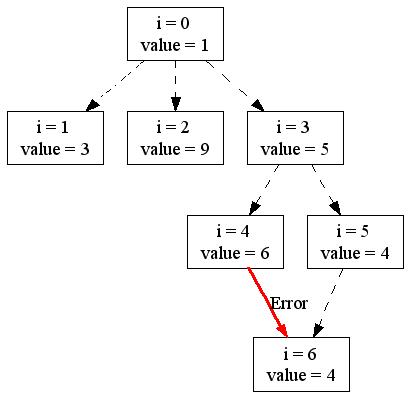 i = 0
value = 1
i = 1
value = 3
i = 2
value = 9
i = 3
value = 5
i = 4
value = 6
i = 5
value = 4
Error
i = 6
value = 4